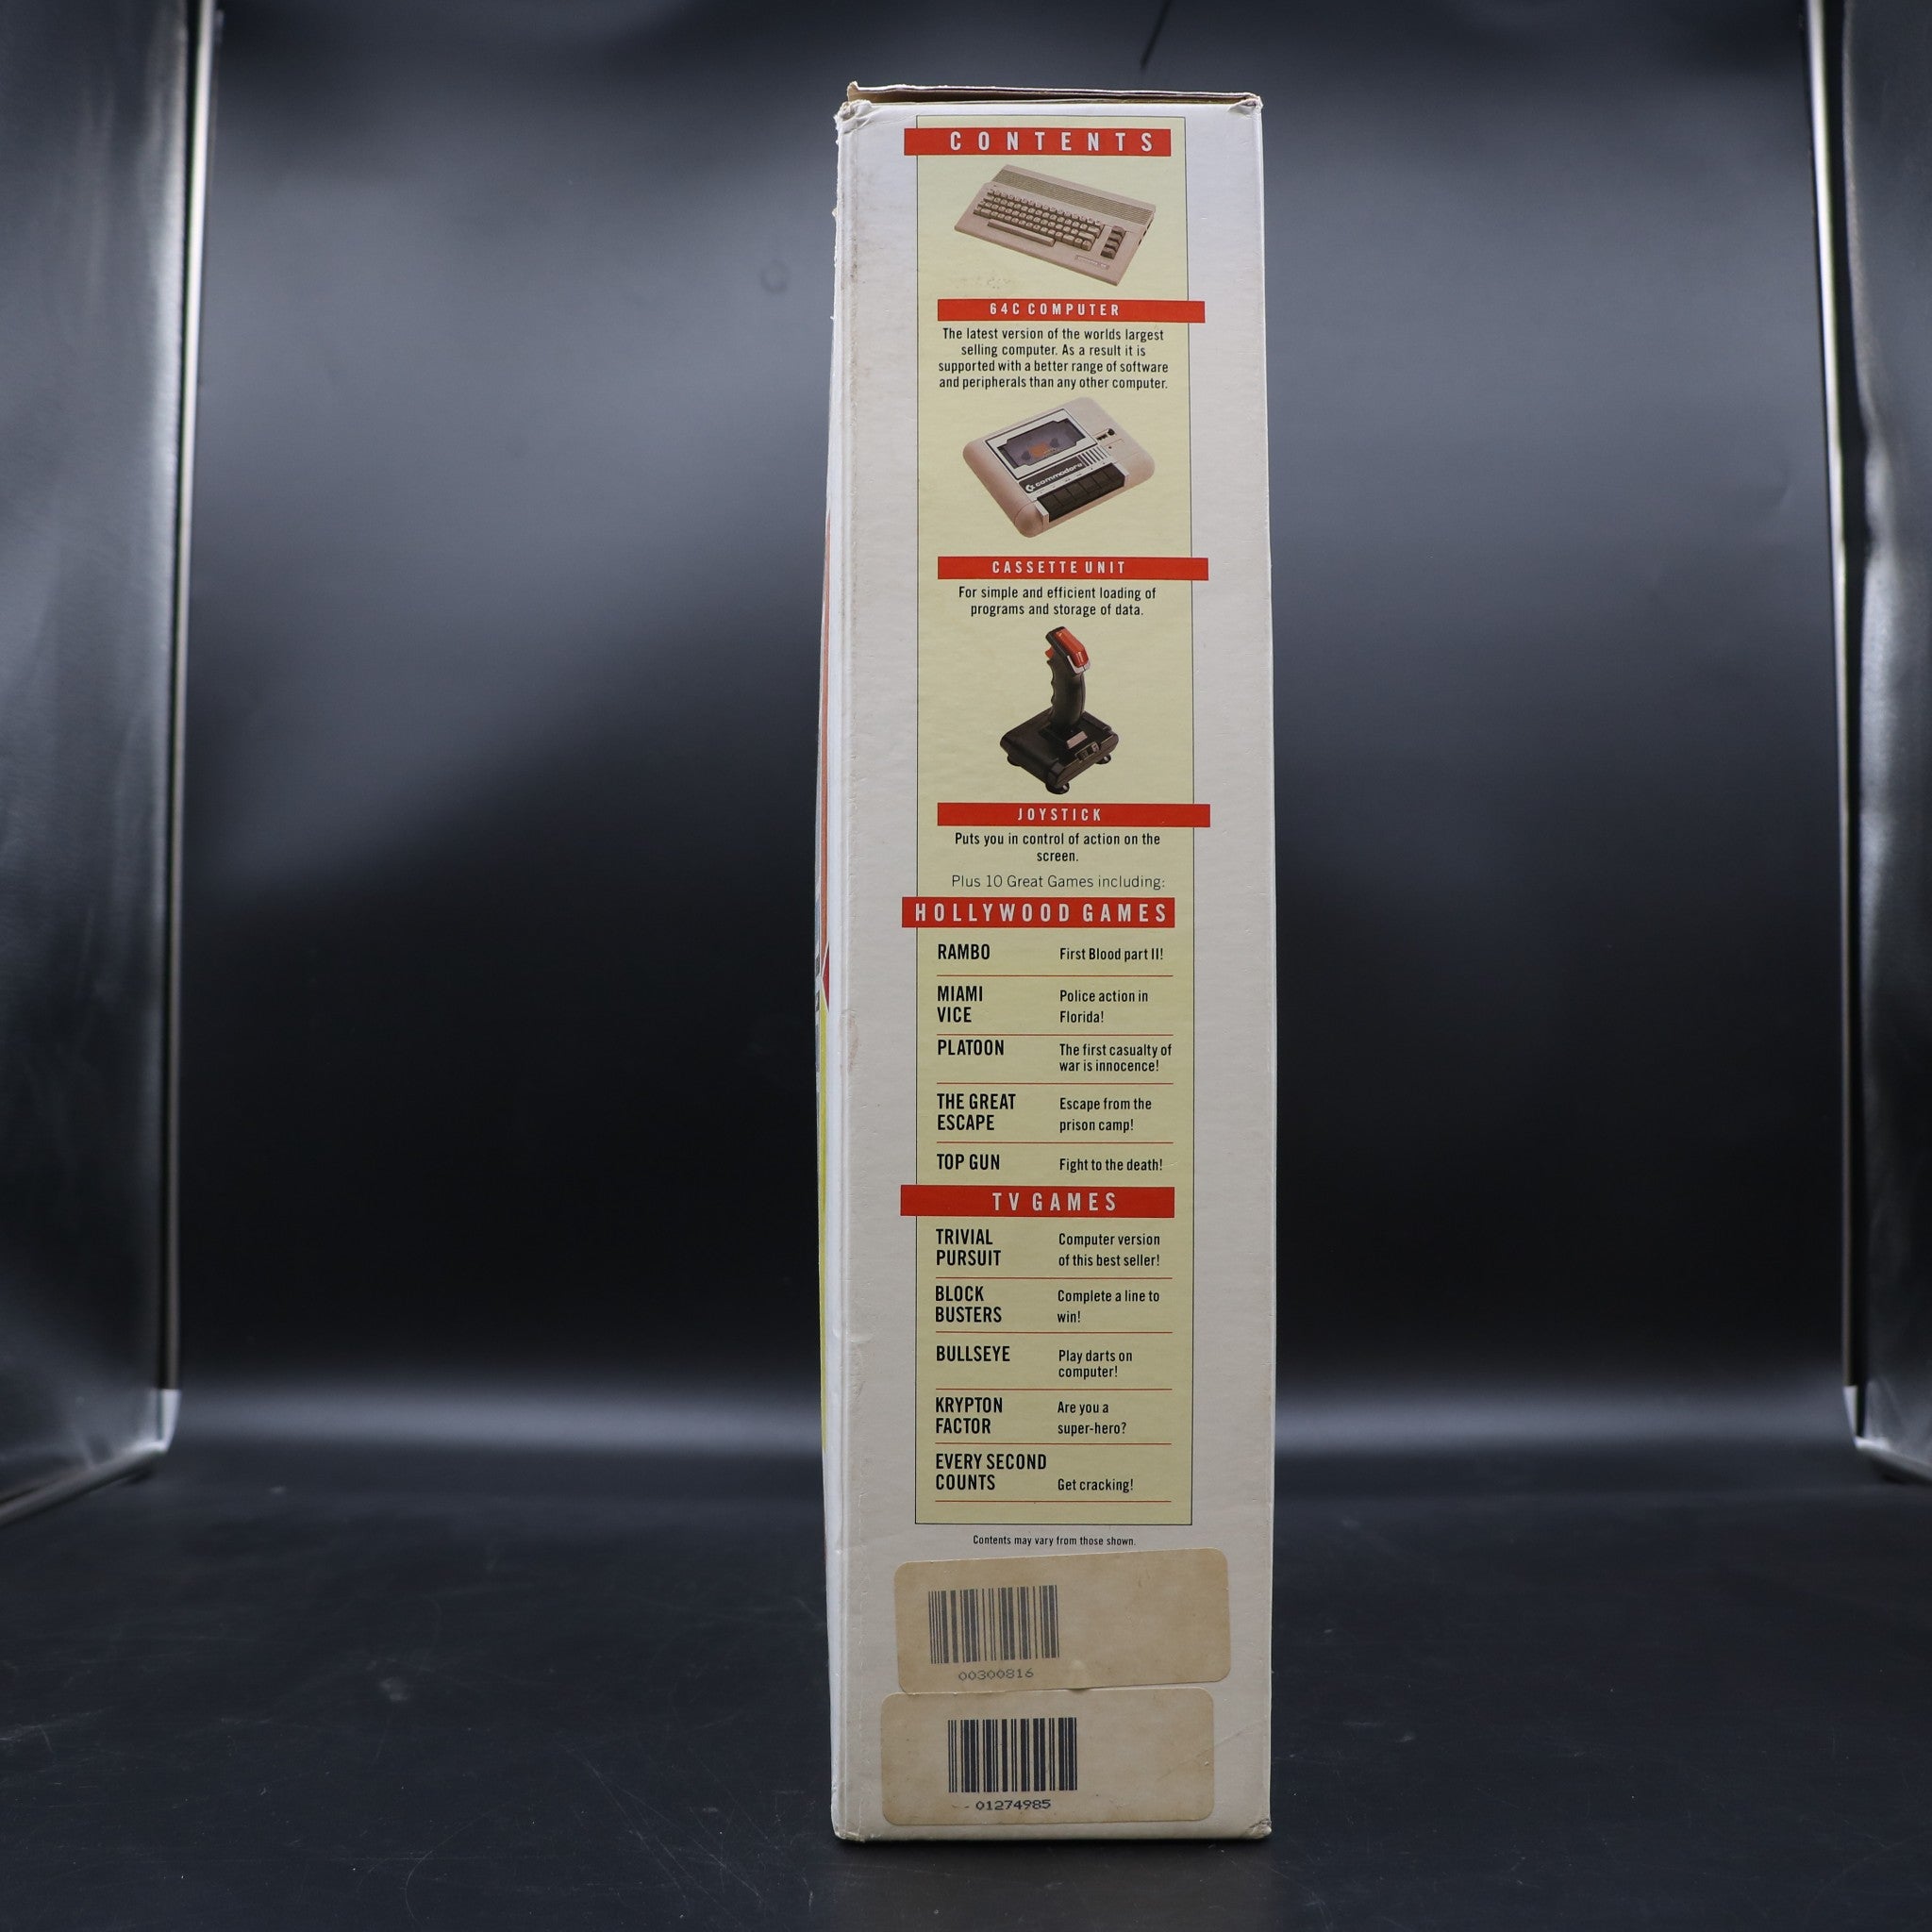 CONTENTS
64C COMPUTER
The latest version of the worlds largest
selling computer. As a result it is
supported with a better range of software
and peripherals than any other computer.
commodore
CASSETTE UNIT
For simple and efficient loading of
programs and storage of data.
JOYSTICK
Puts you in control of action on the
screen.
Plus 10 Great Games including:
HOLLYWOOD GAMES
RAMBO First Blood part II!
MIAMI Police action in
VICE Florida!
PLATOON The first casualty of
war is innocence!
THE GREAT Escape from the
ESCAPE prison camp!
TOP GUN Fight to the death!
TV GAMES
TRIVIAL Computer version
PURSUIT of this best seller!
BLOCK Complete a line to
BUSTERS win!
BULLSEYE Play darts on
computer!
KRYPTON Are you a
FACTOR super-hero?
EVERY SECOND
COUNTS Get cracking!
Contents may vary from those shown.
00300816
01274985